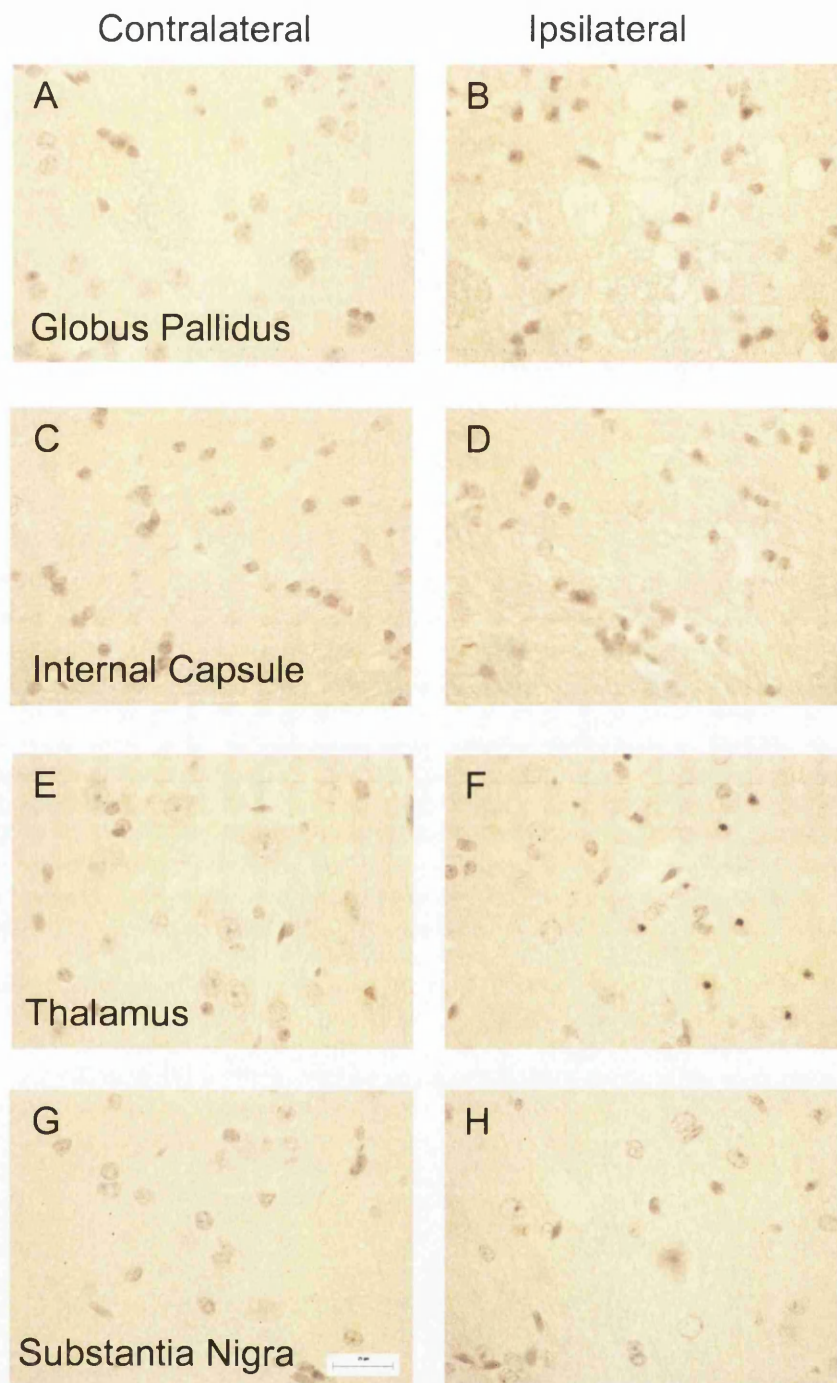 Contralateral Ipsilateral
A B
Globus Pallidus
C D
Internal Capsule
E F
Thalamus
G H
Substantia Nigra